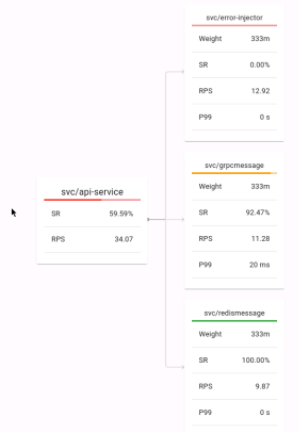 svc/error-injector
Weight 333m
SR 0.00%
RPS 12.92
P99 0 s
svc/grpcmessage
Weight 333m
SR 92.47%
RPS 11.28
P99 20 ms
svc/api-service
SR 59.59%
RPS 34.07
svc/redismessage
Weight 333m
SR 100.00%
RPS 9.87
P99 0 s